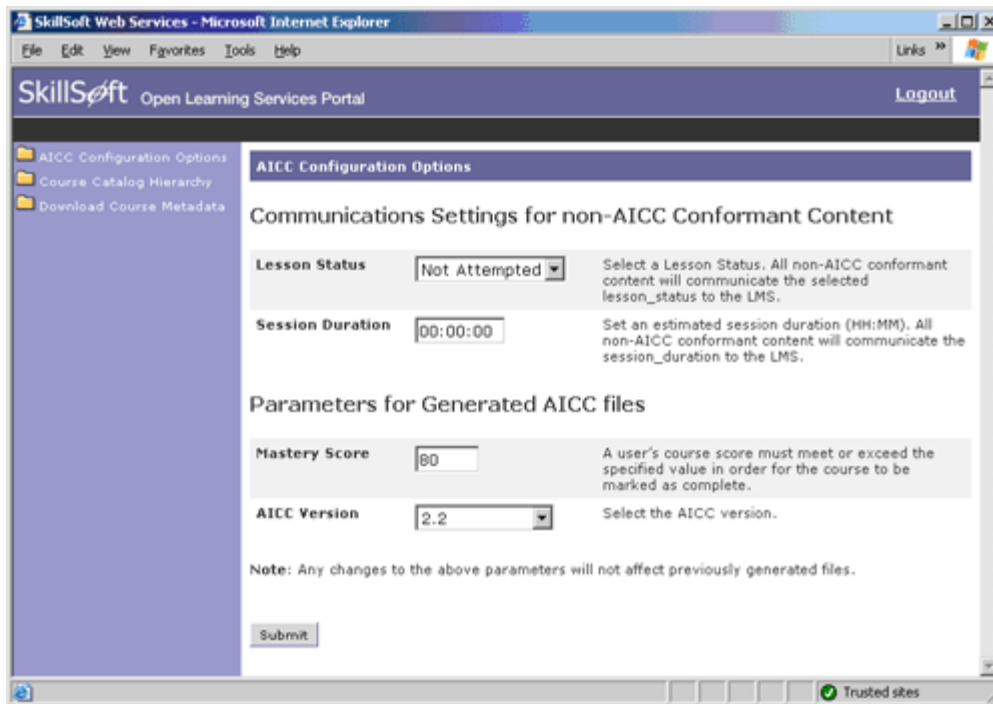 SkillSoft Web Services - Microsoft Internet Explorer
File Edit View Favorites Tools Help Links »
SkillSoft Open Learning Services Portal Logout
AICC Configuration Options
Course Catalog Hierarchy
Download Course Metadata
AICC Configuration Options
Communications Settings for non-AICC Conformant Content
Lesson Status Not Attempted Select a Lesson Status. All non-AICC conformant
content will communicate the selected
lesson_status to the LMS.
Session Duration 00:00:00 Set an estimated session duration (HH:MM). All
non-AICC conformant content will communicate the
session_duration to the LMS.
Parameters for Generated AICC files
Mastery Score 80 A user's course score must meet or exceed the
specified value in order for the course to be
marked as complete.
AICC Version 2.2 Select the AICC version.
Note: Any changes to the above parameters will not affect previously generated files.
Submit
Trusted sites